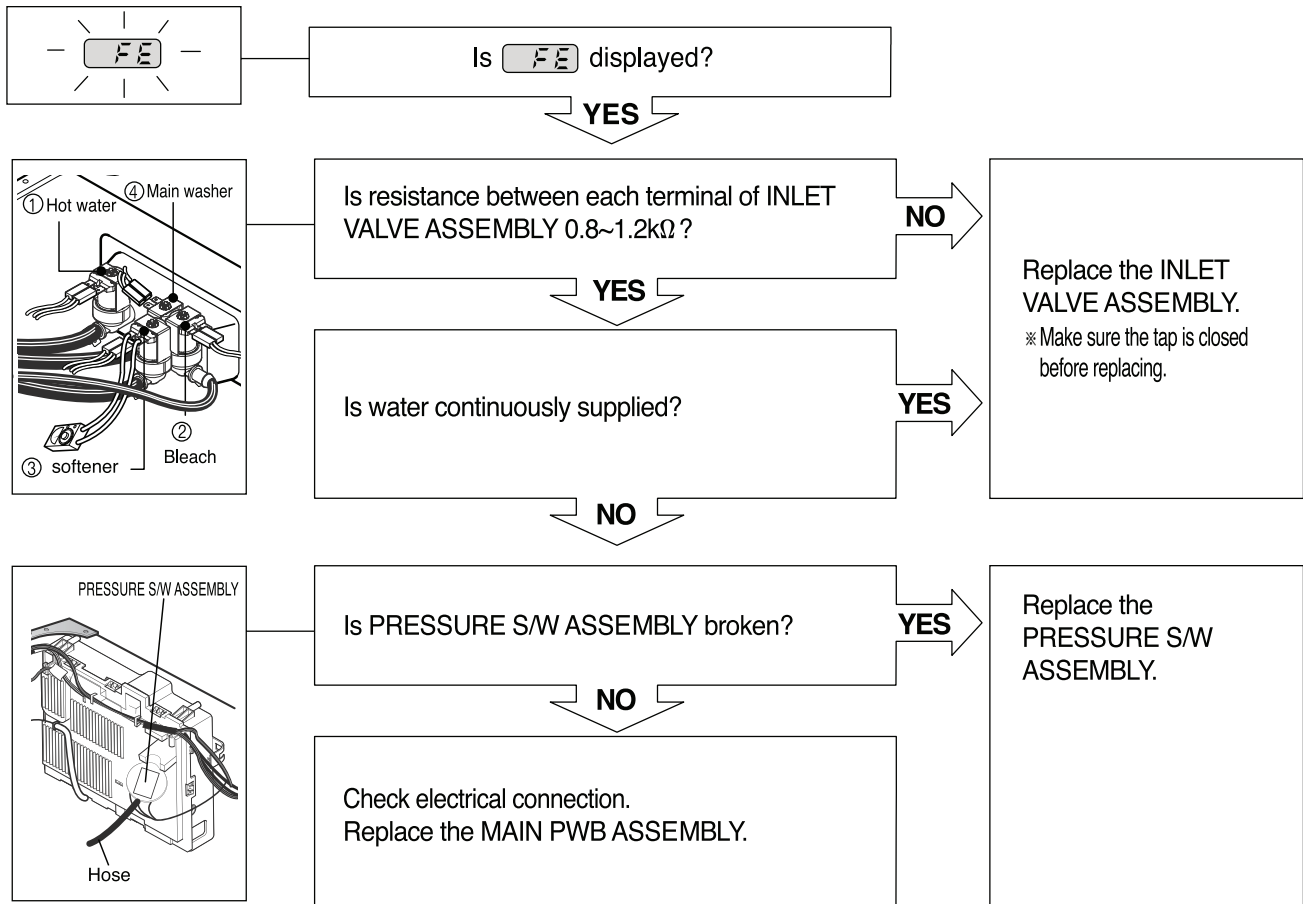 FE
Is FE displayed?
YES
① Hot water
④ Main washer
② Bleach
③ softener
Is resistance between each terminal of INLET
VALVE ASSEMBLY 0.8~1.2kΩ ?
NO
YES
Replace the INLET
VALVE ASSEMBLY.
※ Make sure the tap is closed
before replacing.
Is water continuously supplied?
YES
NO
PRESSURE S/W ASSEMBLY
Hose
Is PRESSURE S/W ASSEMBLY broken?
YES
Replace the
PRESSURE S/W
ASSEMBLY.
NO
Check electrical connection.
Replace the MAIN PWB ASSEMBLY.